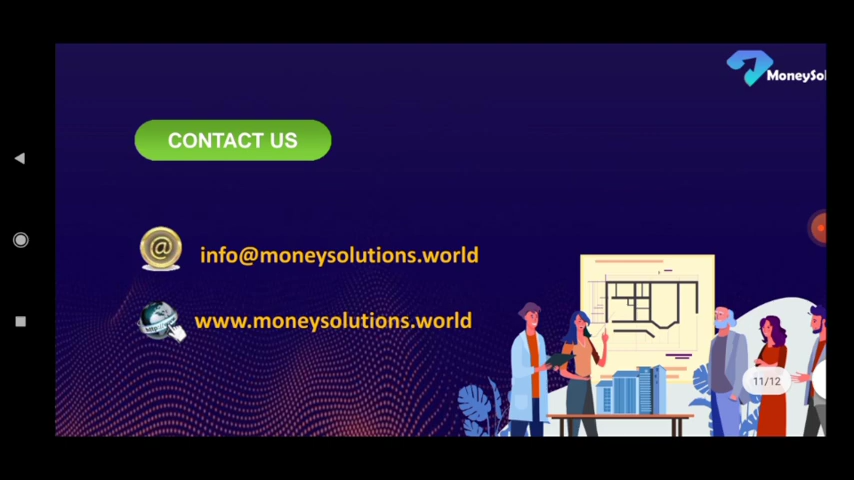 MoneySol
CONTACT US
info@moneysolutions.world
www.moneysolutions.world
11/12